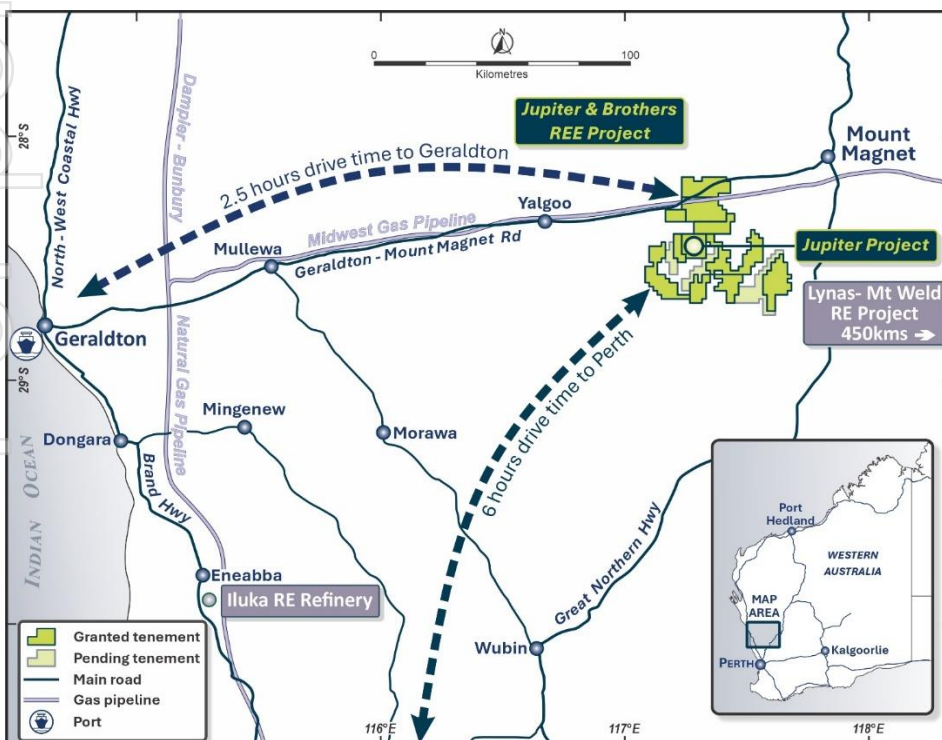 0
100
Kilometres
N
28°S
29°S
116°E
117°E
118°E
North-West Coastal Hwy
Dampier - Bunbury
Natural Gas Pipeline
Jupiter & Brothers
REE Project
Mount
Magnet
2.5 hours drive time to Geraldton
Yalgoo
Midwest Gas Pipeline
Geraldton - Mount Magnet Rd
Mullewa
Jupiter Project
Lynas- Mt Weld
RE Project
450kms
Geraldton
Mingenew
Dongara
Morawa
6 hours drive time to Perth
INDIAN OCEAN
Brand Hwy
Great Northern Hwy
Eneabba
Iluka RE Refinery
Wubin
Granted tenement
Pending tenement
Main road
Gas pipeline
Port
Port
Hedland
WESTERN
AUSTRALIA
MAP
AREA
PERTH
Kalgoorlie